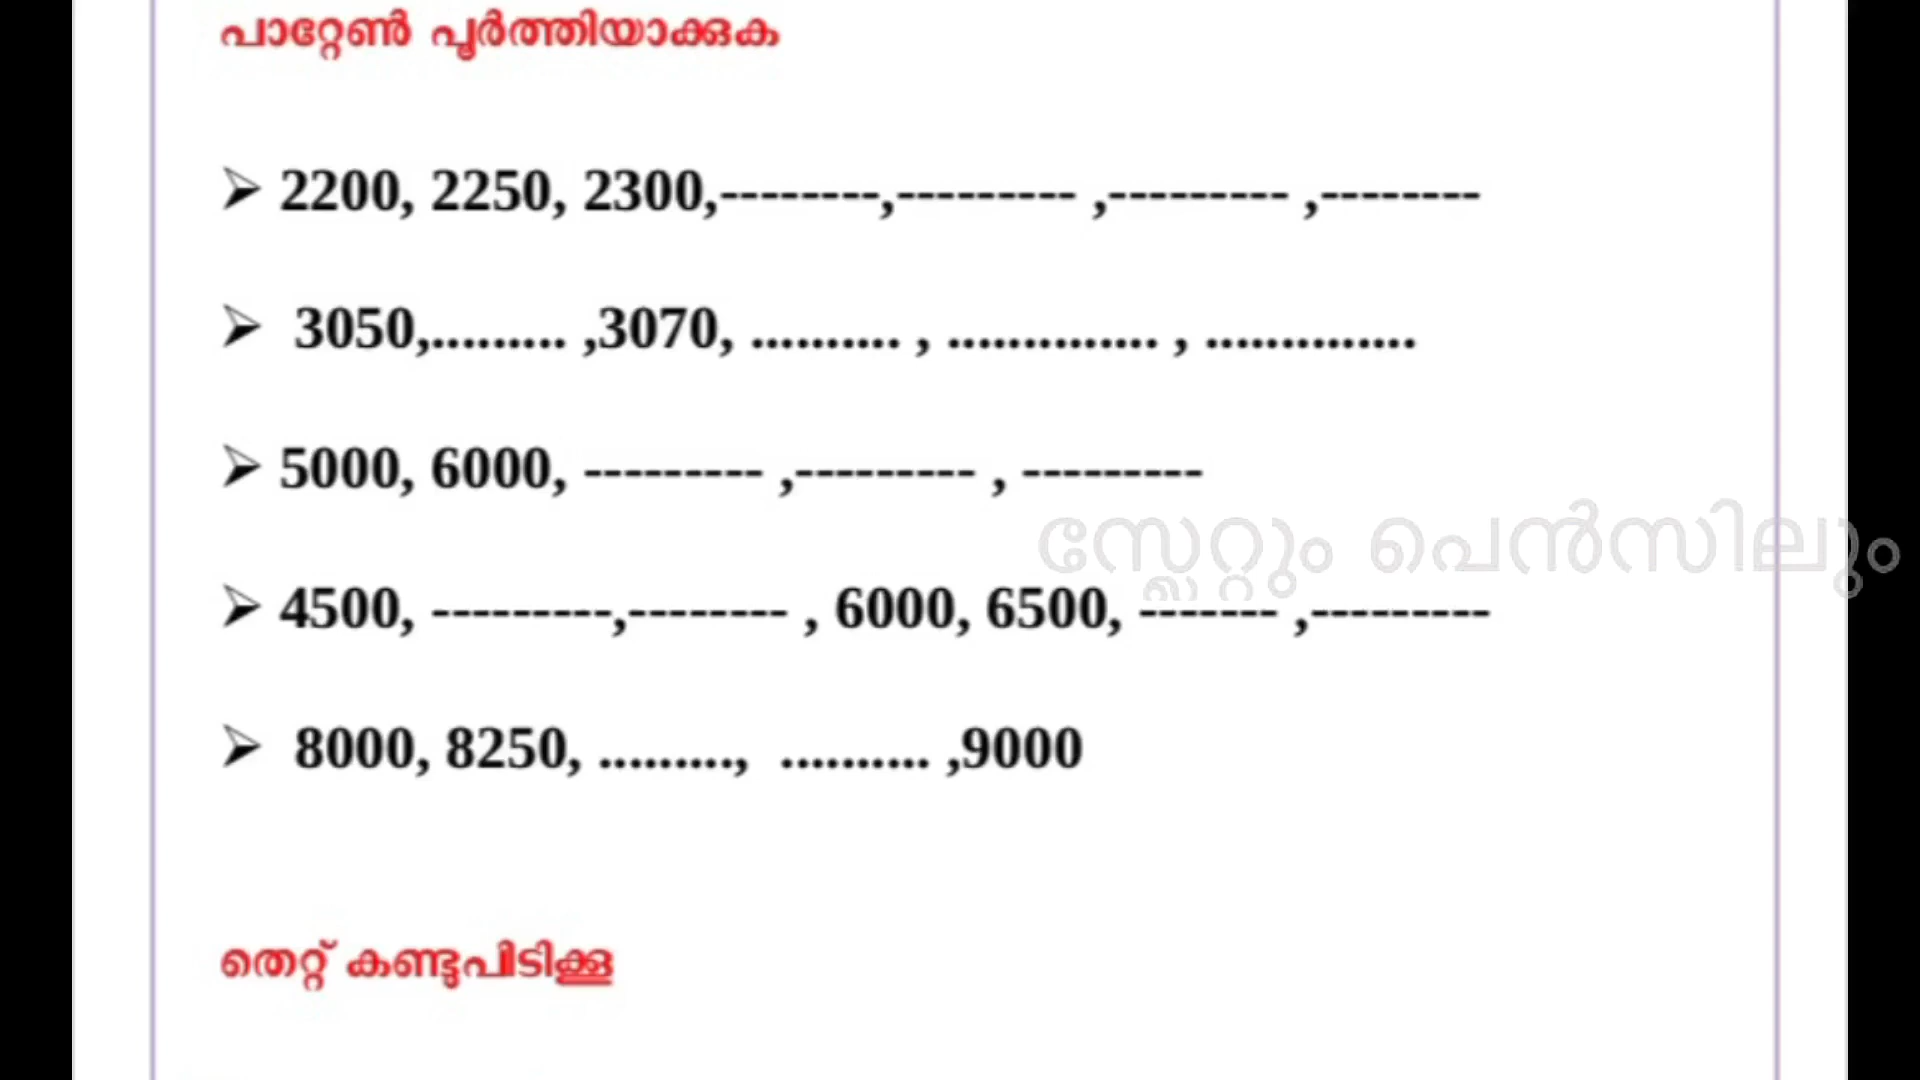 പാറ്റേൺ പൂർത്തിയാക്കുക
➢ 2200, 2250, 2300,--------,--------- ,--------- ,--------
➢ 3050,......... ,3070, .......... , .............. , ..............
➢ 5000, 6000, --------- ,--------- , ---------
സ്ലേറ്റും പെൻസിലും
➢ 4500, ---------,-------- , 6000, 6500, ------- ,---------
➢ 8000, 8250, .........,  .......... ,9000
തെറ്റ് കണ്ടുപിടിക്കൂ